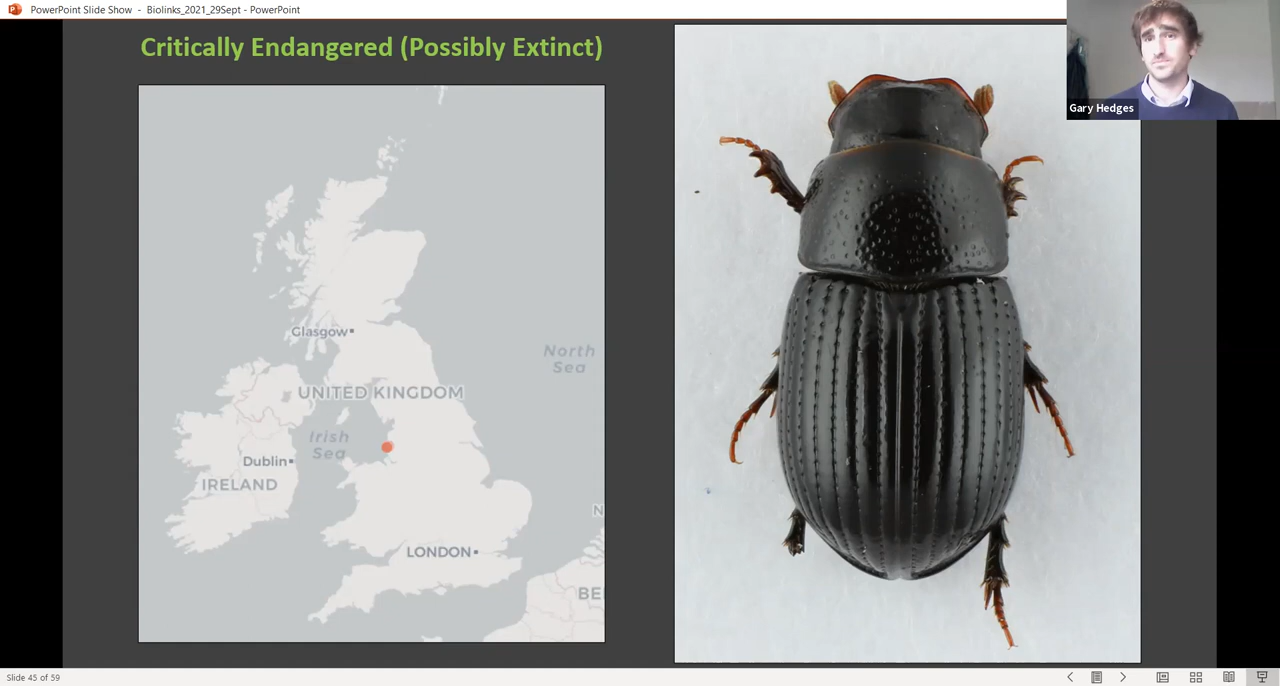 PowerPoint Slide Show - Biolinks_2021_29Sept - PowerPoint
Critically Endangered (Possibly Extinct)
Gary Hedges
Glasgow
North
Sea
UNITED KINGDOM
Irish
Sea
Dublin
IRELAND
N
LONDON
BE
Slide 45 of 59